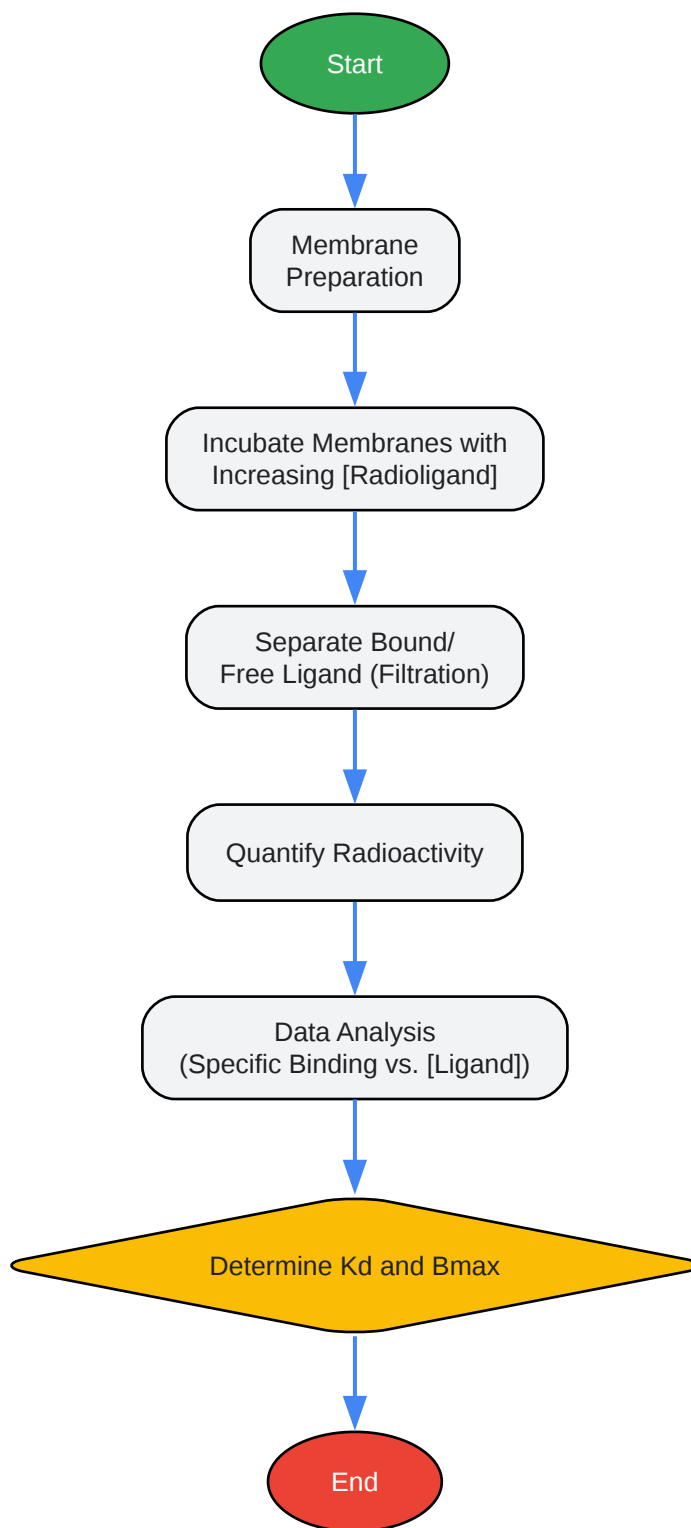 Start
Membrane
Preparation
Incubate Membranes with
Increasing [Radioligand]
Separate Bound/
Free Ligand (Filtration)
Quantify Radioactivity
Data Analysis
(Specific Binding vs. [Ligand])
Determine Kd and Bmax
End